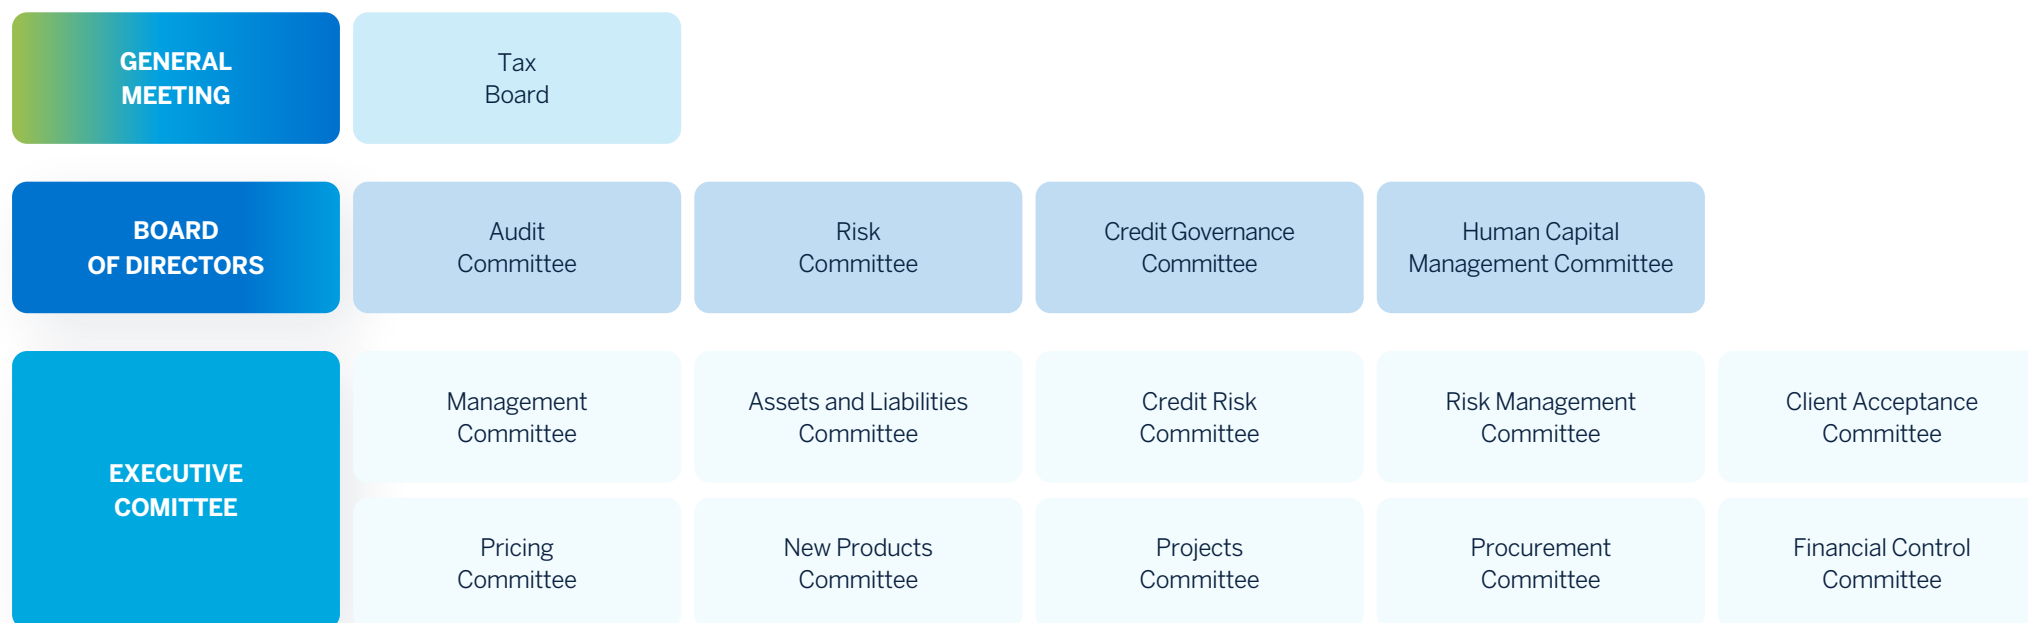 GENERAL
MEETING
Tax
Board
BOARD
OF DIRECTORS
Audit
Committee
Risk
Committee
Credit Governance
Committee
Human Capital
Management Committee
EXECUTIVE
COMITTEE
Management
Committee
Assets and Liabilities
Committee
Credit Risk
Committee
Risk Management
Committee
Client Acceptance
Committee
Pricing
Committee
New Products
Committee
Projects
Committee
Procurement
Committee
Financial Control
Committee